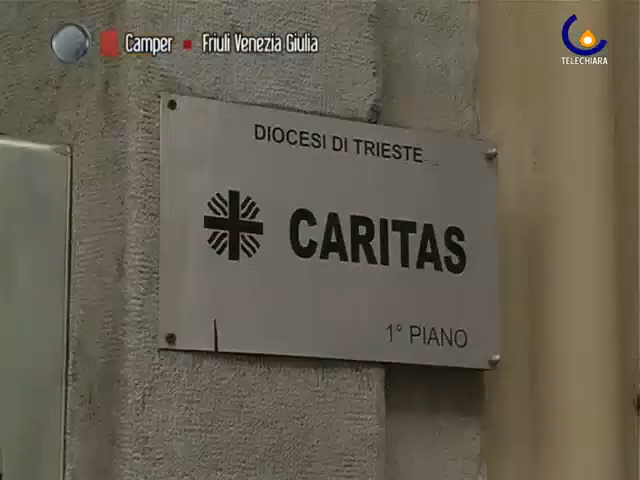 Camper ▪ Friuli Venezia Giulia
TELECHIARA
DIOCESI DI TRIESTE
CARITAS
1° PIANO